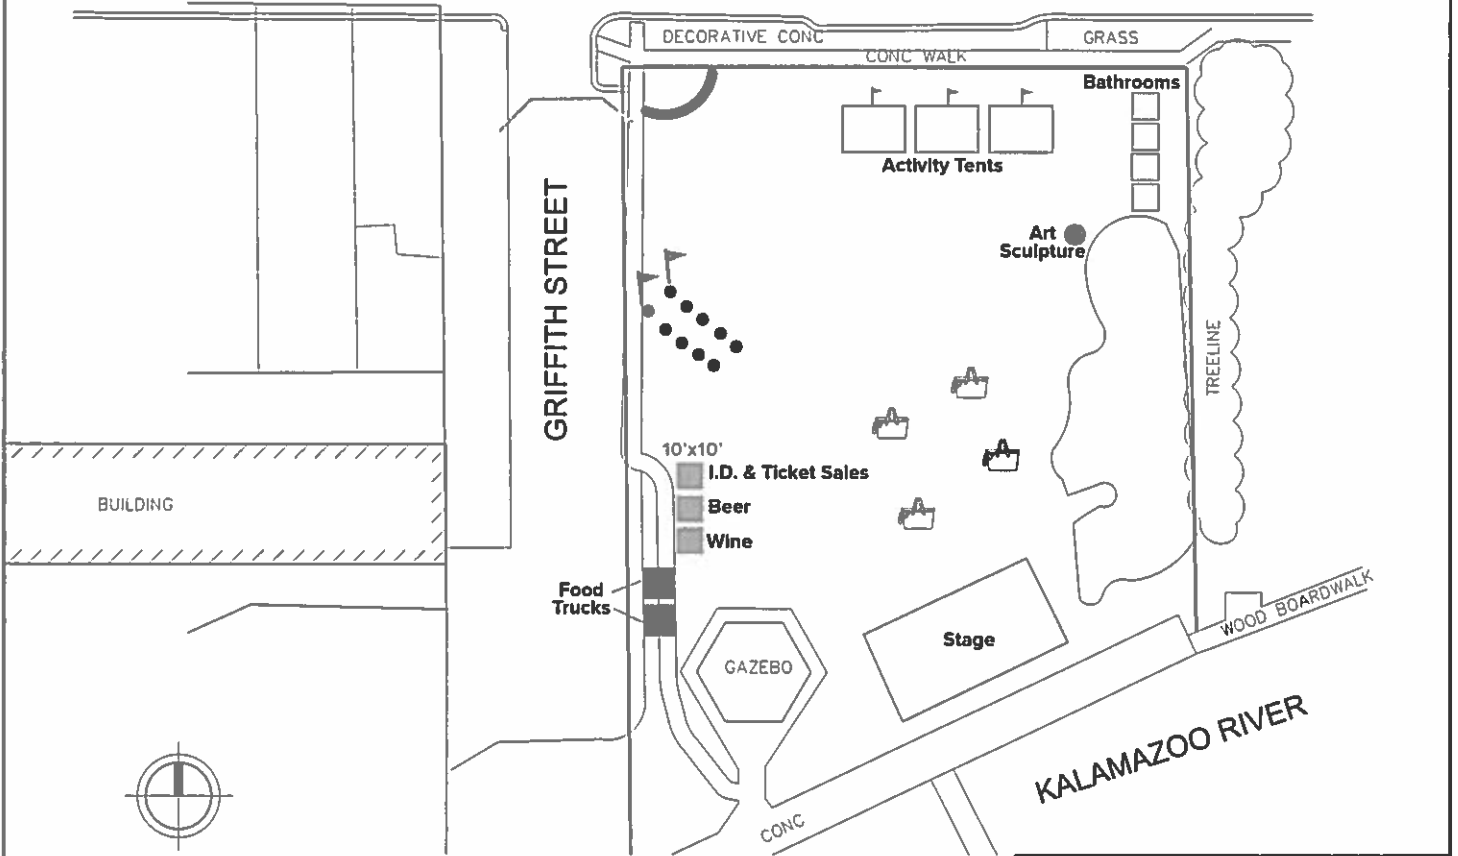 DECORATIVE CONC
GRASS
CONC WALK
Bathrooms
Activity Tents
GRIFFITH STREET
Art
Sculpture
TREELINE
10'x10'
I.D. & Ticket Sales
Beer
Wine
BUILDING
Food
Trucks
GAZEBO
Stage
WOOD BOARDWALK
KALAMAZOO RIVER
CONC